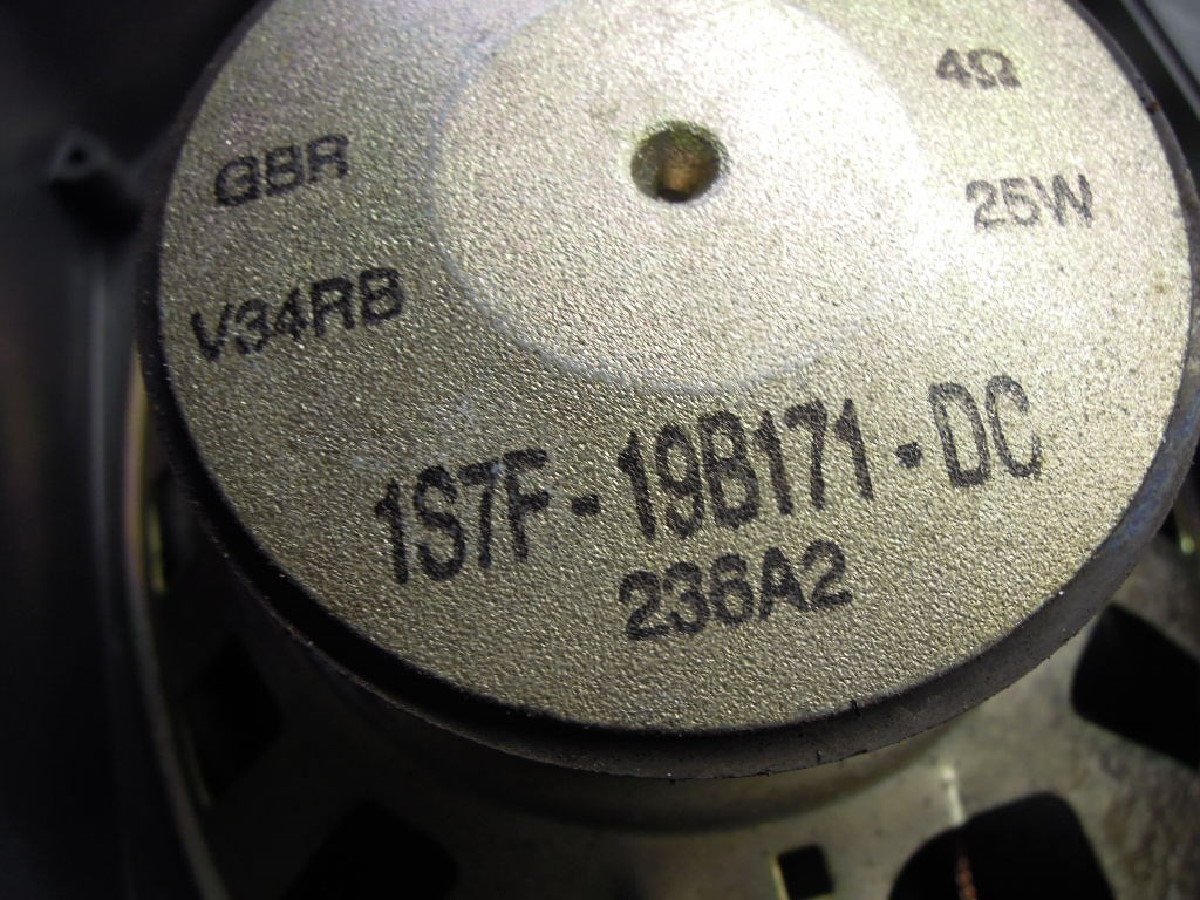 4Ω
GBR
25W
V34RB
1S7F-19B171-DC
236A2